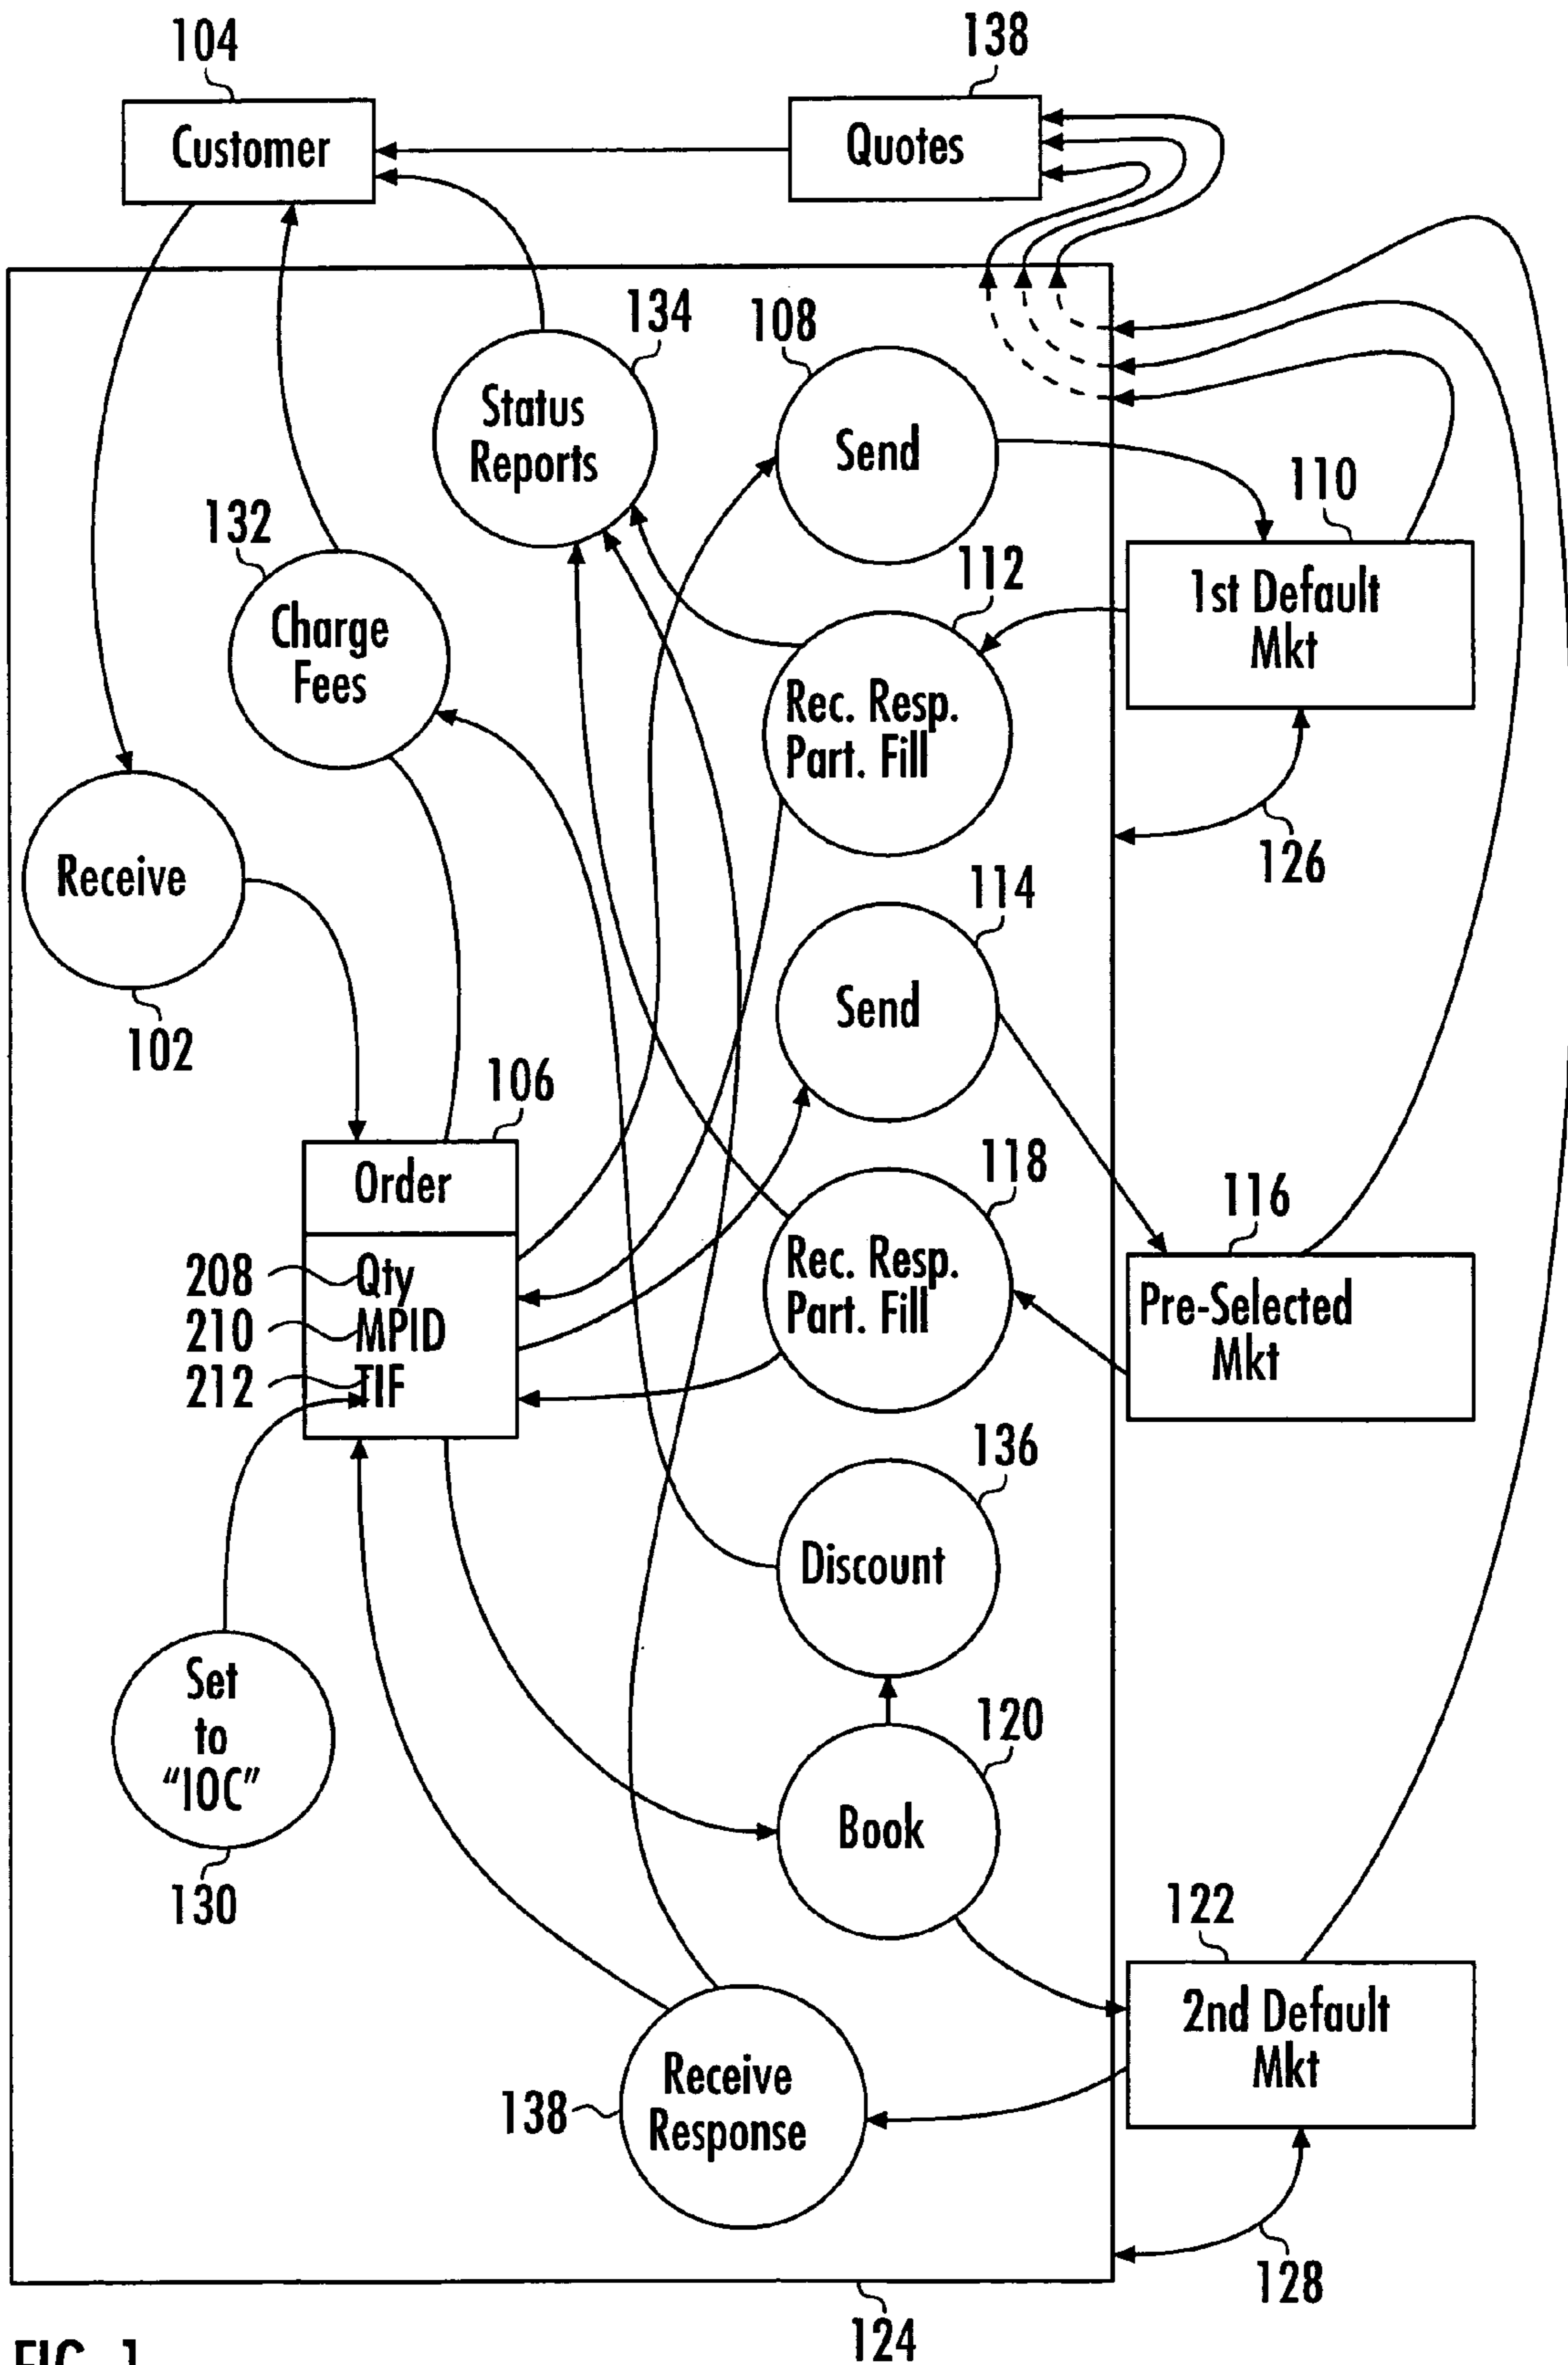 104
138
Customer
Quotes
134
108
Status
Reports
Send
110
132
112
1st Default
Mkt
Charge
Fees
Rec. Resp.
Part. Fill
126
Receive
114
Send
102
106
118
116
Order
208
Qty
Rec. Resp.
Part. Fill
210
MPID
Pre-Selected
Mkt
212
TIF
136
Discount
Set
to
"IOC"
120
Book
130
122
2nd Default
Mkt
Receive
Response
138
128
124
FIG. 1